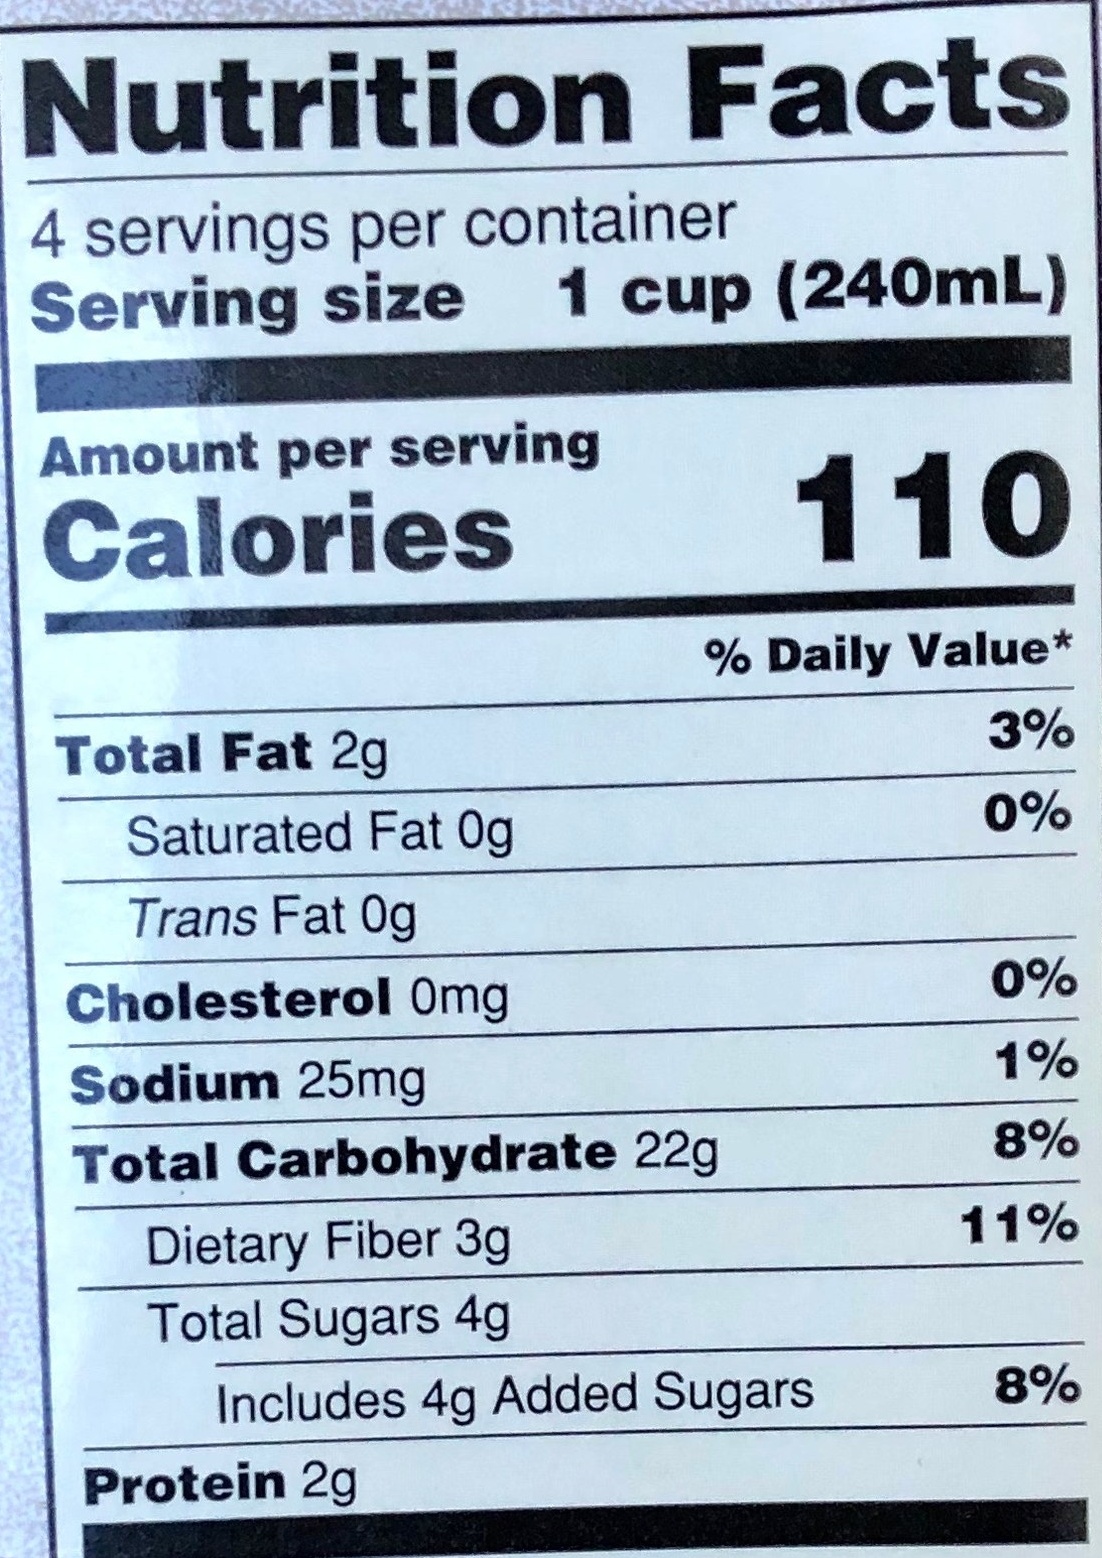 Nutrition Facts
4 servings per container
Serving size 1 cup (240mL)
Amount per serving
Calories 110
% Daily Value*
Total Fat 2g 3%
Saturated Fat 0g 0%
Trans Fat 0g
Cholesterol 0mg 0%
Sodium 25mg 1%
Total Carbohydrate 22g 8%
Dietary Fiber 3g 11%
Total Sugars 4g
Includes 4g Added Sugars 8%
Protein 2g